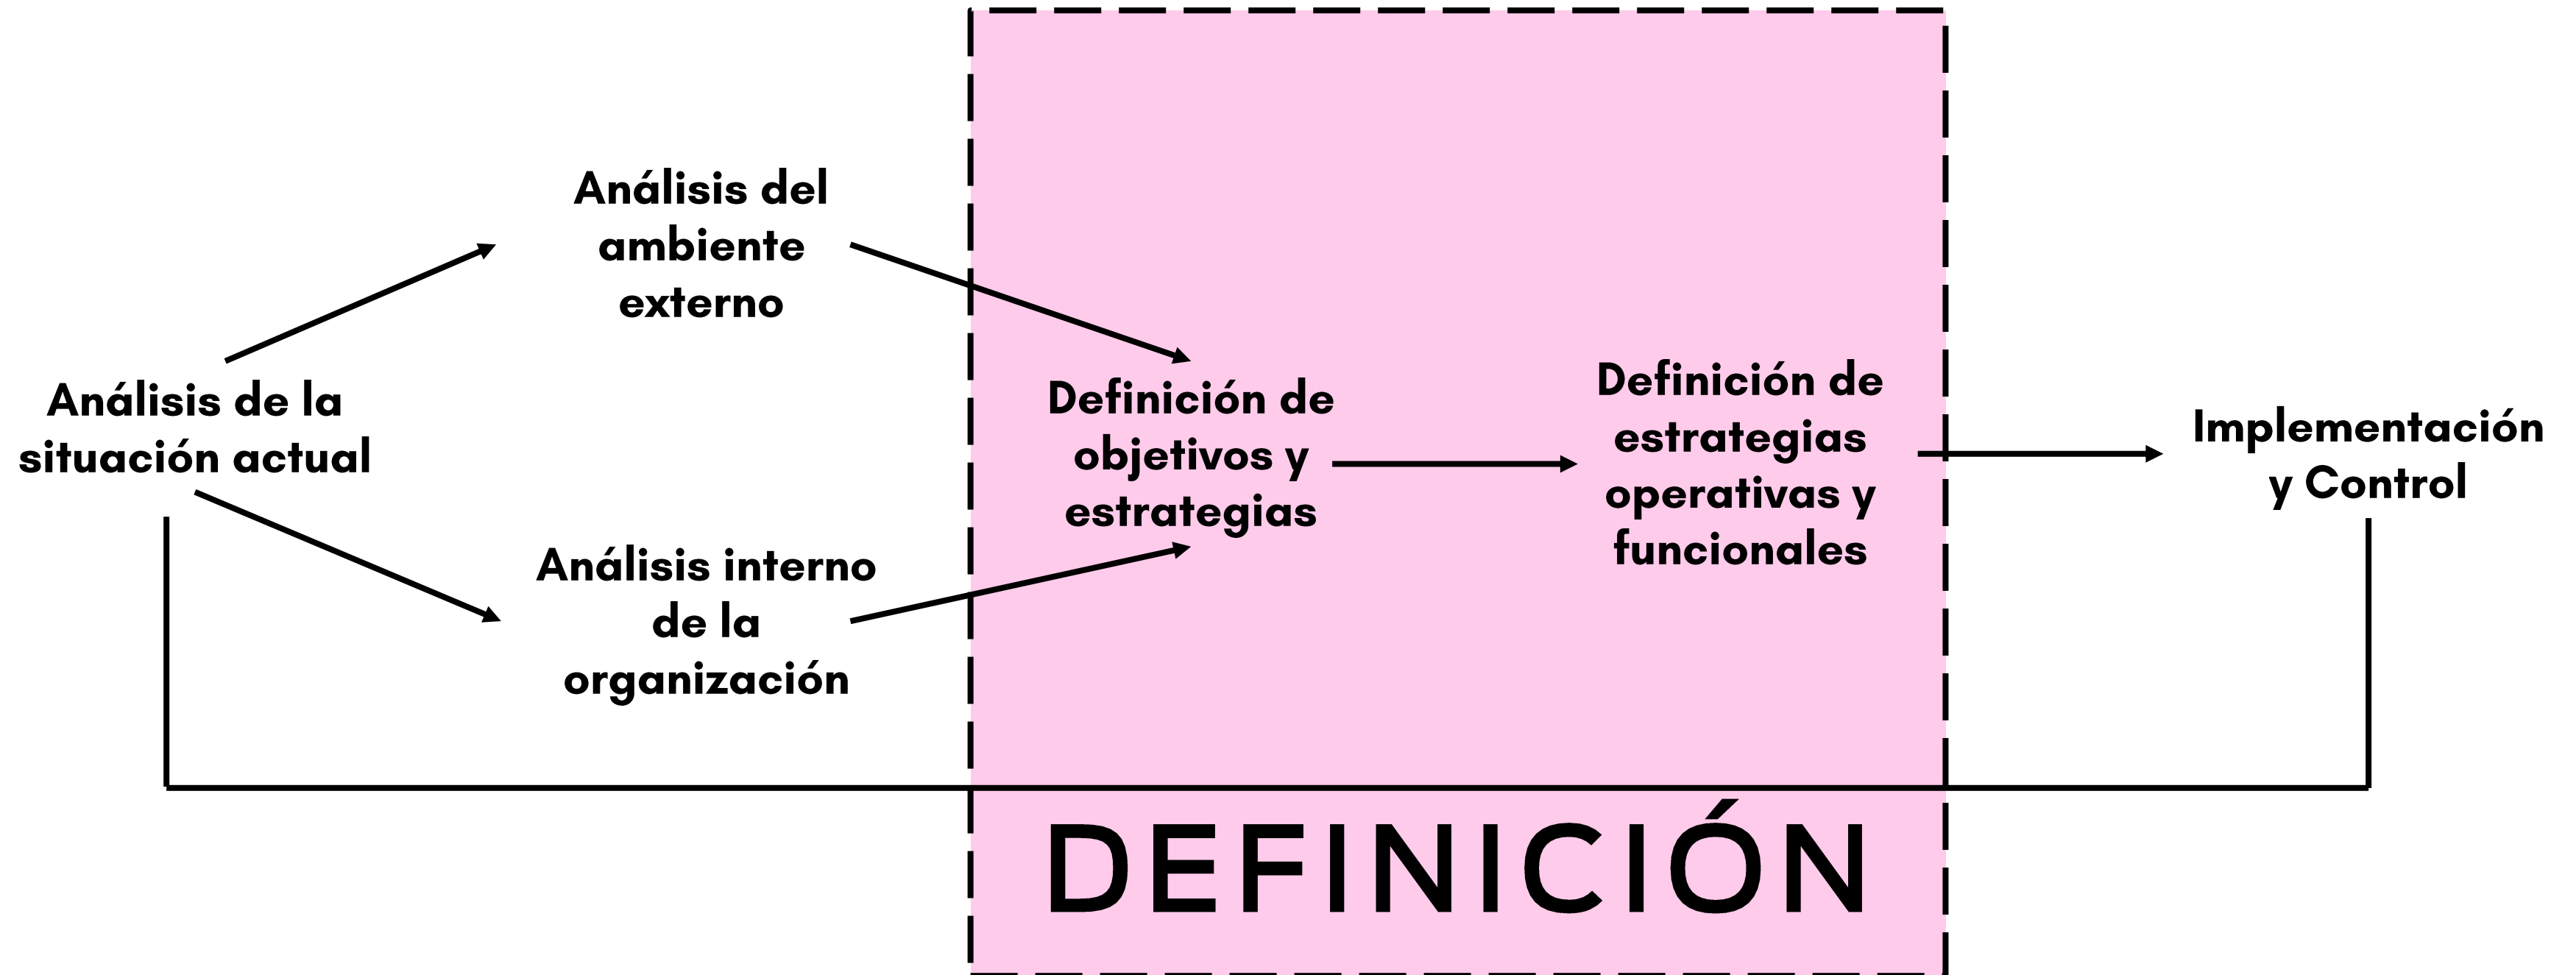 Análisis de la
situación actual
Análisis del
ambiente
externo
Análisis interno
de la
organización
Definición de
objetivos y
estrategias
Definición de
estrategias
operativas y
funcionales
Implementación
y Control
DEFINICIÓN